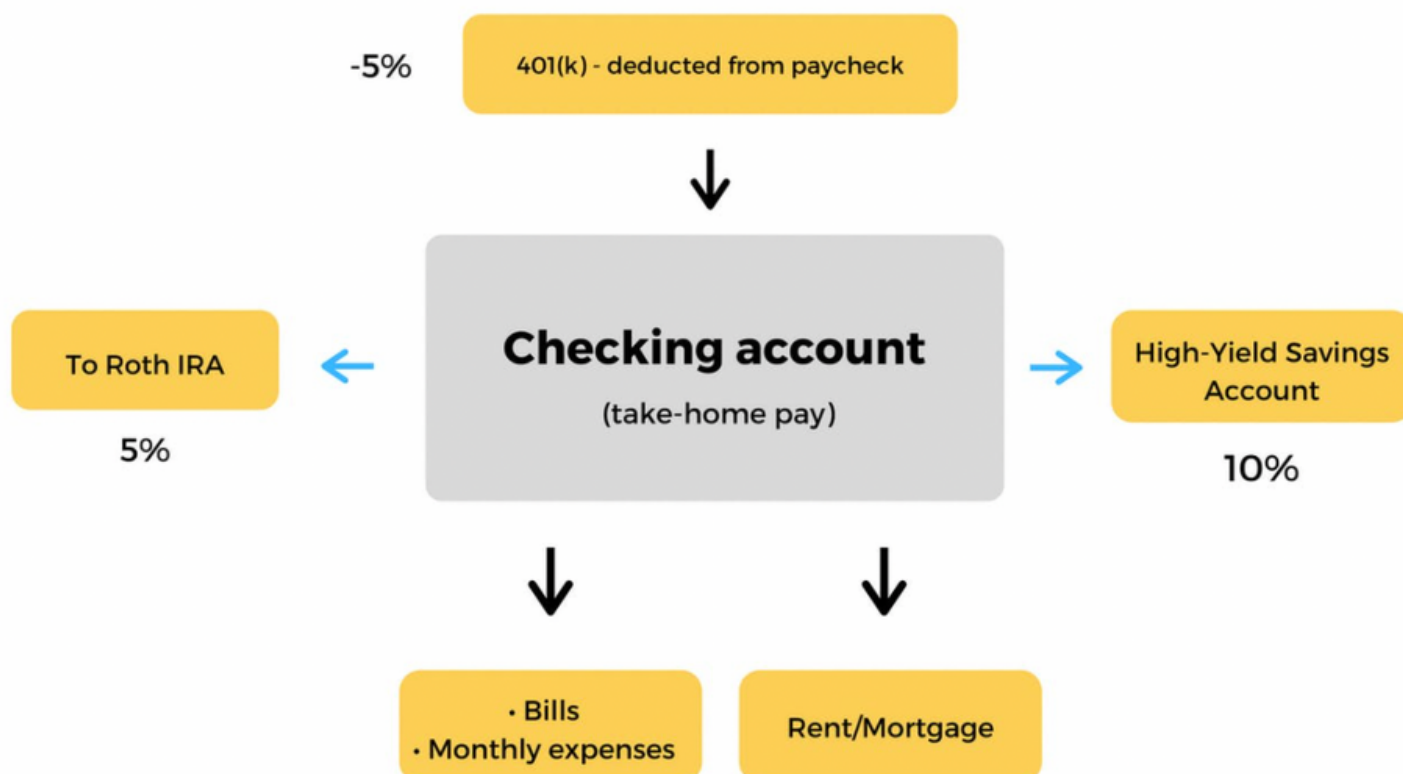 -5%
401(k) - deducted from paycheck
To Roth IRA
5%
Checking account
(take-home pay)
High-Yield Savings
Account
10%
• Bills
• Monthly expenses
Rent/Mortgage